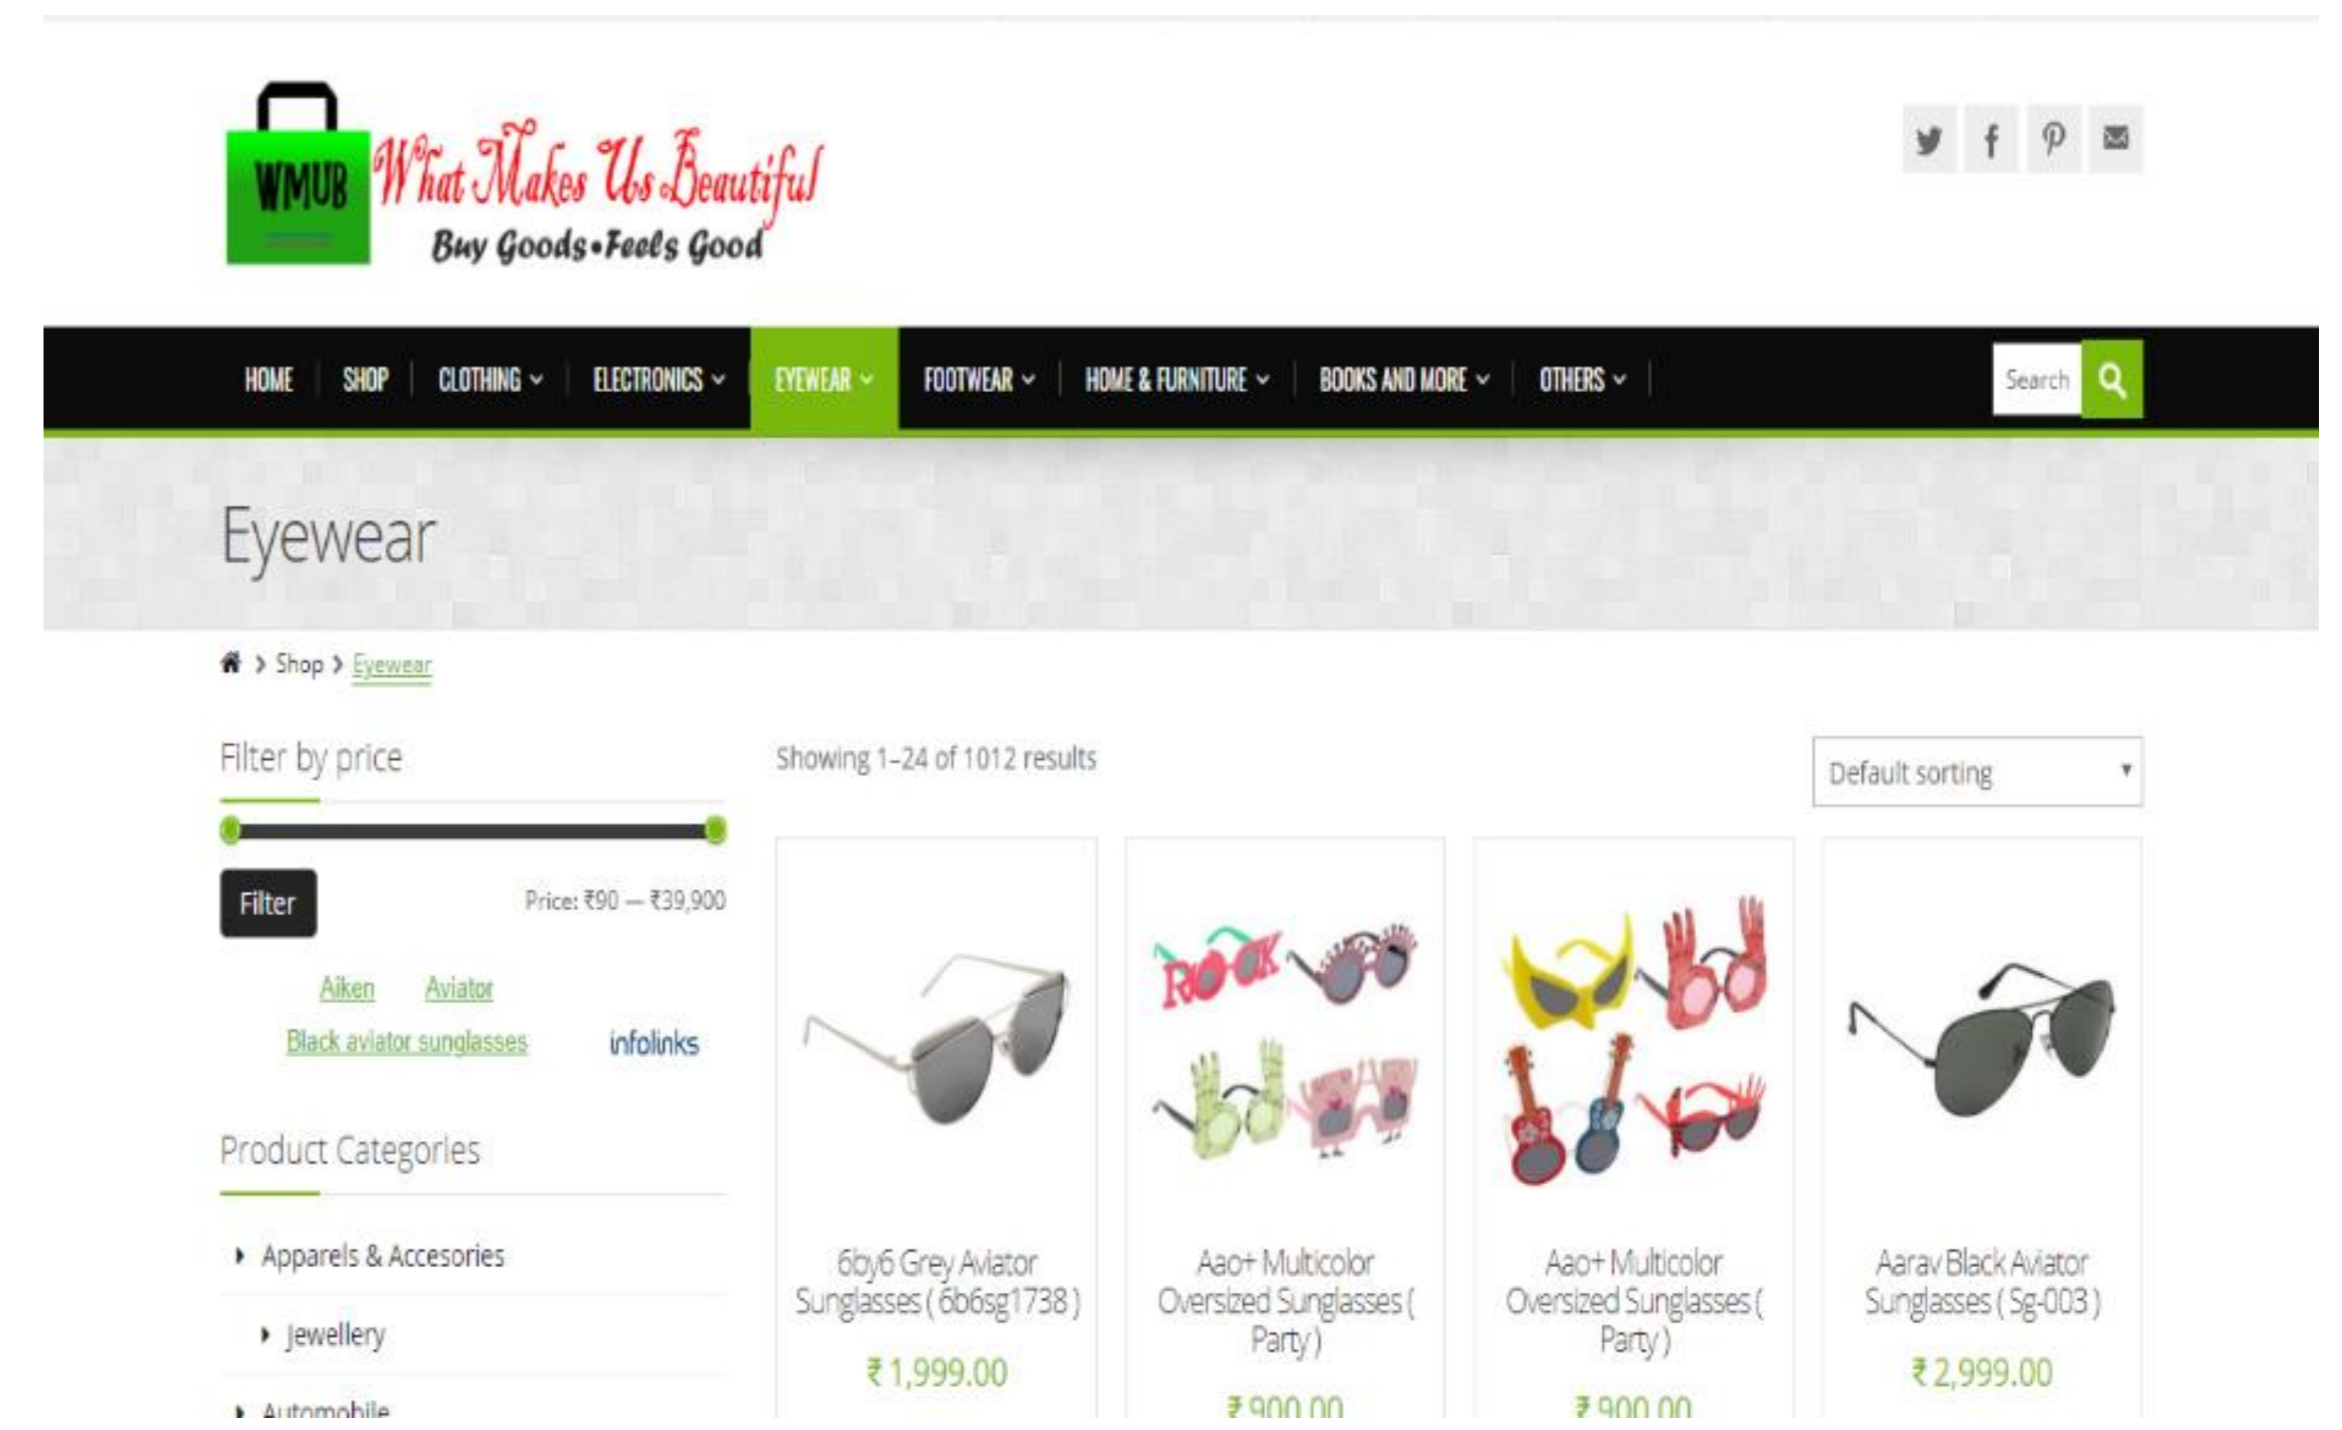 WMUB
What Makes Us Beautiful
Buy Goods•Feels Good
HOME SHOP CLOTHING ELECTRONICS EYEWEAR FOOTWEAR HOME & FURNITURE BOOKS AND MORE OTHERS Search
Eyewear
Shop Eyewear
Filter by price
Showing 1–24 of 1012 results
Default sorting
Filter
Price: ₹90 — ₹39,900
Aiken Aviator
Black aviator sunglasses
infolinks
Product Categories
Apparels & Accesories
Jewellery
Automobile
ROCK
6by6 Grey Aviator
Sunglasses ( 6b6sg1738 )
₹ 1,999.00
Aao+ Multicolor
Oversized Sunglasses (
Party )
₹ 900.00
Aao+ Multicolor
Oversized Sunglasses (
Party )
₹ 900.00
Aarav Black Aviator
Sunglasses ( Sg-003 )
₹ 2,999.00